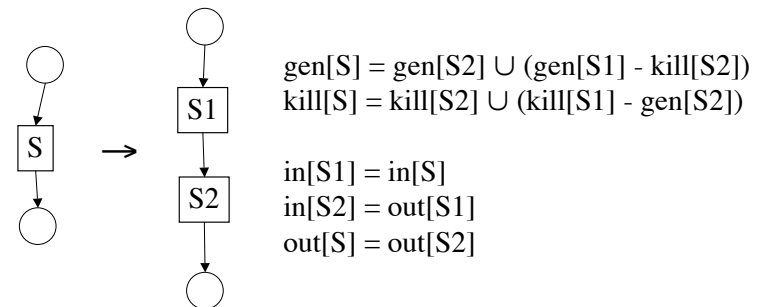 S
S1
S2
gen[S] = gen[S2] ∪ (gen[S1] - kill[S2])
kill[S] = kill[S2] ∪ (kill[S1] - gen[S2])
in[S1] = in[S]
in[S2] = out[S1]
out[S] = out[S2]